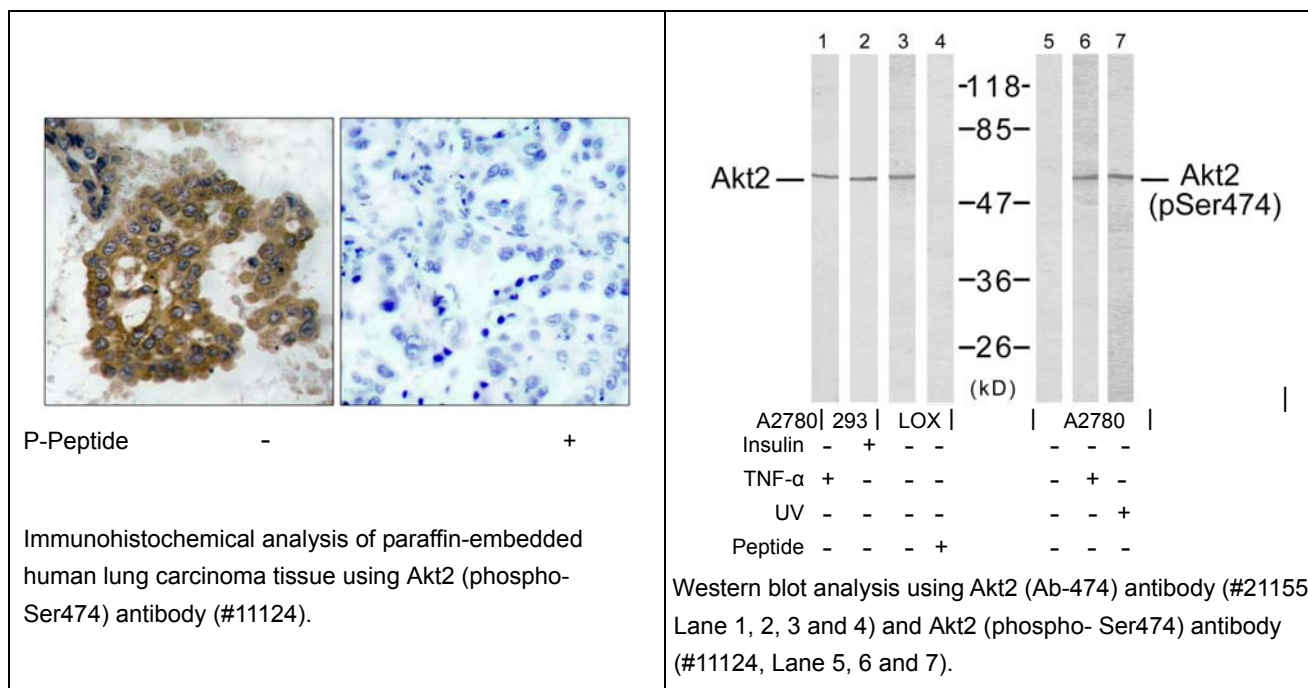 P-Peptide - +
Immunohistochemical analysis of paraffin-embedded
human lung carcinoma tissue using Akt2 (phospho-
Ser474) antibody (#11124).
1 2 3 4 5 6 7
-118-
-85-
Akt2 — — Akt2
(pSer474)
-47-
-36-
-26-
(kD)
A2780| 293 | LOX | | A2780 |
Insulin - + - - - - -
TNF-α + - - - - + -
UV - - - - - - +
Peptide - - - + - - -
Western blot analysis using Akt2 (Ab-474) antibody (#21155
Lane 1, 2, 3 and 4) and Akt2 (phospho- Ser474) antibody
(#11124, Lane 5, 6 and 7).